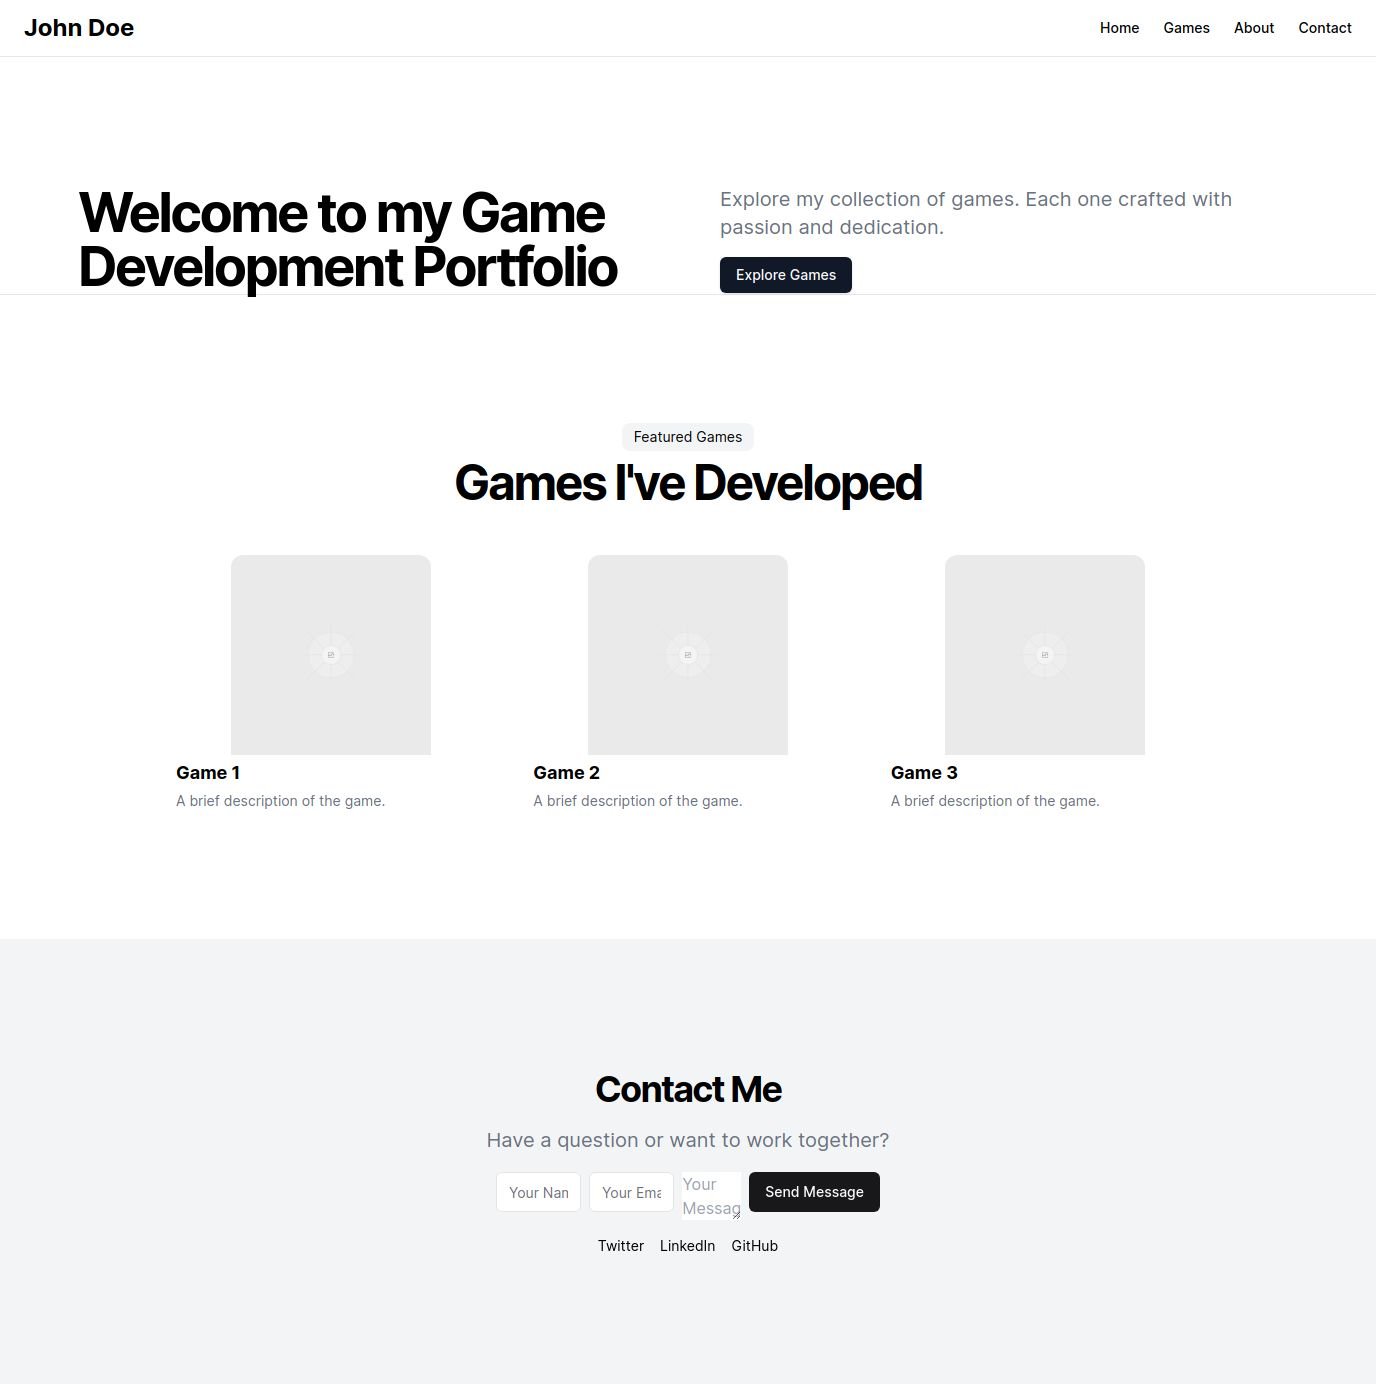 John Doe
Home Games About Contact
Welcome to my Game
Development Portfolio
Explore my collection of games. Each one crafted with
passion and dedication.
Explore Games
Featured Games
Games I've Developed
Game 1
A brief description of the game.
Game 2
A brief description of the game.
Game 3
A brief description of the game.
Contact Me
Have a question or want to work together?
Your Nan
Your Ema
Your
Messag
Send Message
Twitter LinkedIn GitHub